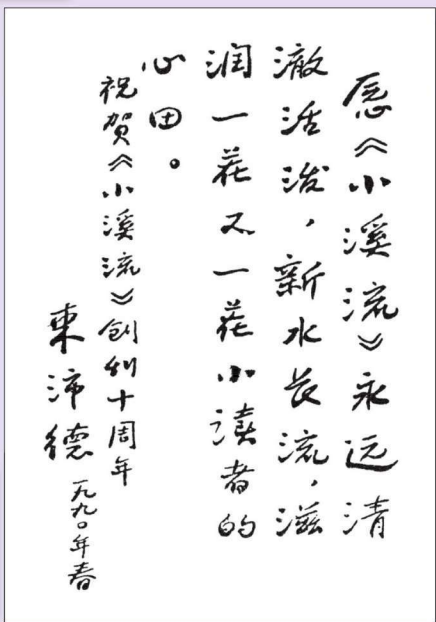 愿《小溪流》永远清
澈活泼，新水长流，滋
润一茬又一茬小读者的
心田。
祝贺《小溪流》创刊十周年
束沛德
一九九〇年春